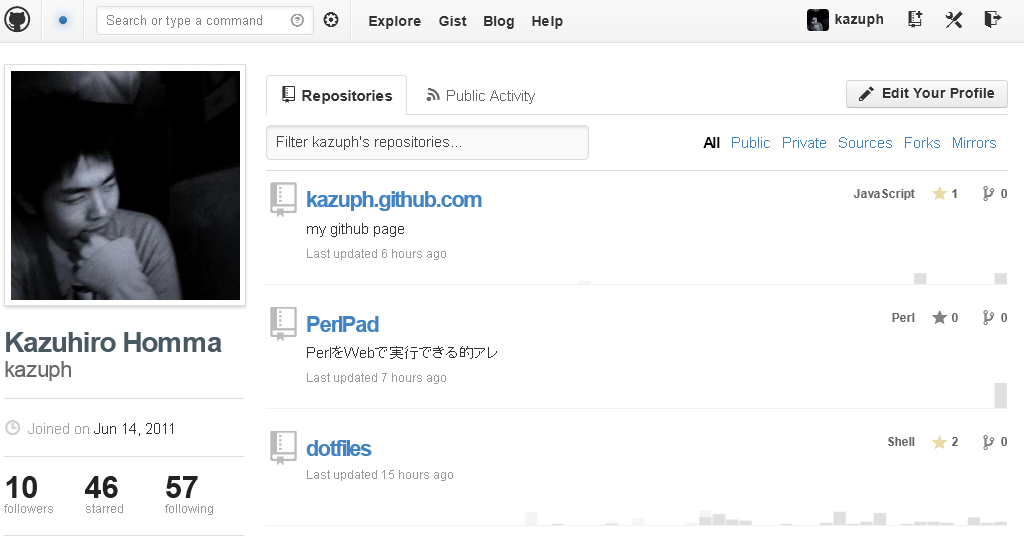 Search or type a command
Explore Gist Blog Help
kazuph
Repositories
Public Activity
Edit Your Profile
Filter kazuph's repositories...
All Public Private Sources Forks Mirrors
kazuph.github.com
JavaScript 1 0
my github page
Last updated 6 hours ago
PerlPad
Perl 0 0
PerlをWebで実行できる的アレ
Last updated 7 hours ago
dotfiles
Shell 2 0
Last updated 15 hours ago
Kazuhiro Homma
kazuph
Joined on Jun 14, 2011
10 46 57
followers starred following